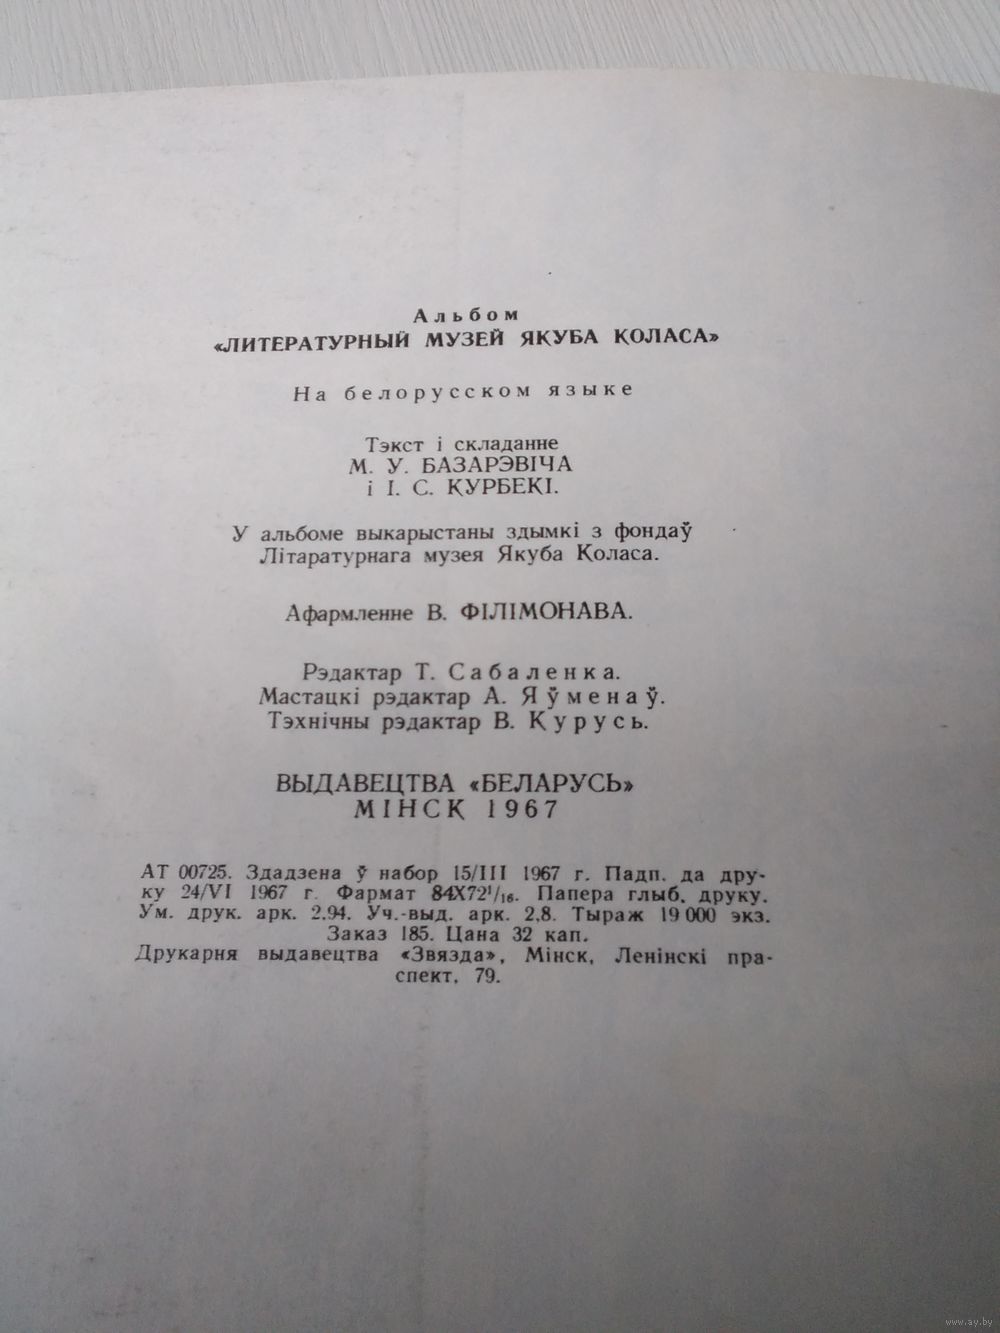 Альбом
«ЛИТЕРАТУРНЫЙ МУЗЕЙ ЯКУБА КОЛАСА»
На белорусском языке
Тэкст і складанне
М. У. БАЗАРЭВІЧА
і І. С. КУРБЕКІ.
У альбоме выкарыстаны здымкі з фондаў
Літаратурнага музея Якуба Коласа.
Афармленне В. ФІЛІМОНАВА.
Рэдактар Т. Сабаленка.
Мастацкі рэдактар А. Яўменаў.
Тэхнічны рэдактар В. Курусь.
ВЫДАВЕЦТВА «БЕЛАРУСЬ»
МІНСК 1967
АТ 00725. Здадзена ў набор 15/III 1967 г. Падп. да дру-
ку 24/VI 1967 г. Фармат 84X72¹/₁₆. Папера глыб. друку.
Ум. друк. арк. 2,94. Уч.-выд. арк. 2,8. Тыраж 19 000 экз.
Заказ 185. Цана 32 кап.
Друкарня выдавецтва «Звязда», Мінск, Ленінскі пра-
спект, 79.
www.ay.by